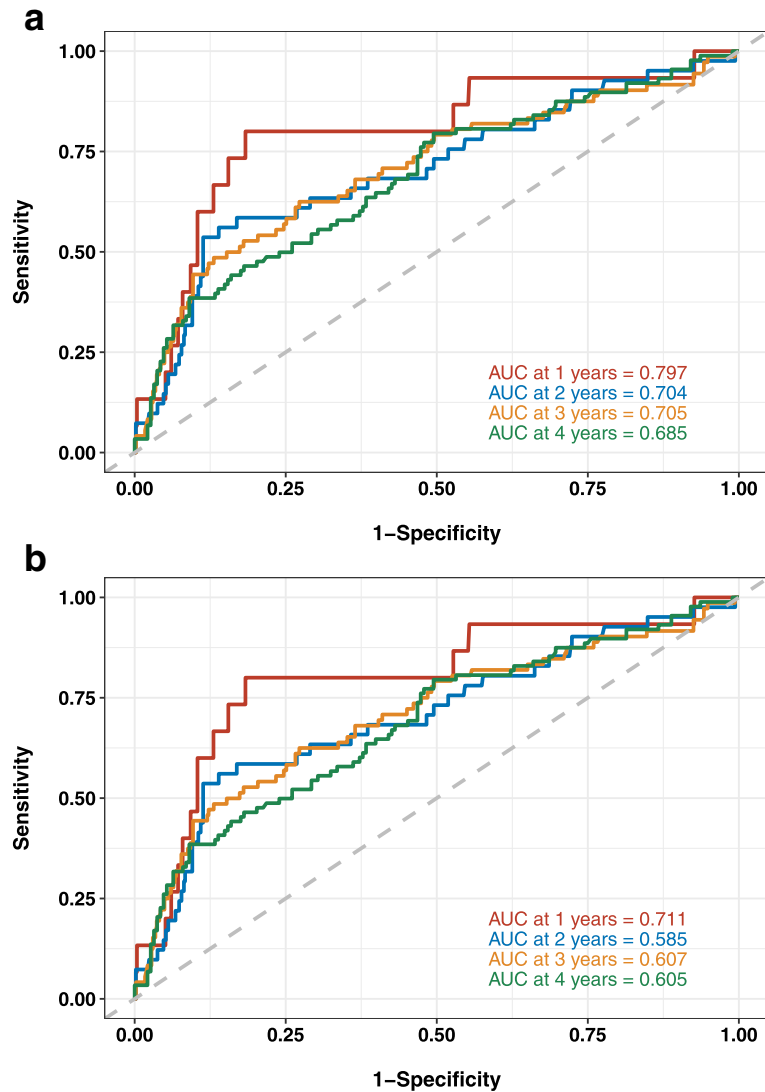 a
1.00
0.75
0.50
0.25
0.00
Sensitivity
AUC at 1 years = 0.797
AUC at 2 years = 0.704
AUC at 3 years = 0.705
AUC at 4 years = 0.685
0.00 0.25 0.50 0.75 1.00
1−Specificity
b
1.00
0.75
0.50
0.25
0.00
Sensitivity
AUC at 1 years = 0.711
AUC at 2 years = 0.585
AUC at 3 years = 0.607
AUC at 4 years = 0.605
0.00 0.25 0.50 0.75 1.00
1−Specificity